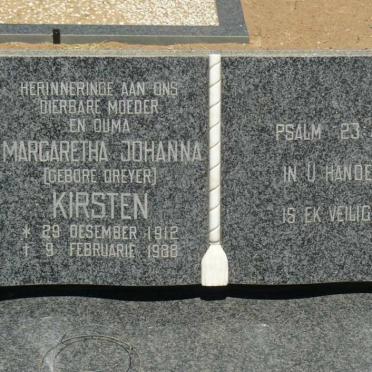 HERINNERINGE AAN ONS
DIERBARE MOEDER
EN OUMA
MARGARETHA JOHANNA
(GEBORE DREYER)
KIRSTEN
* 29 DESEMBER 1912
† 9 FEBRUARIE 1988
PSALM 23
IN U HANDE
IS EK VEILIG